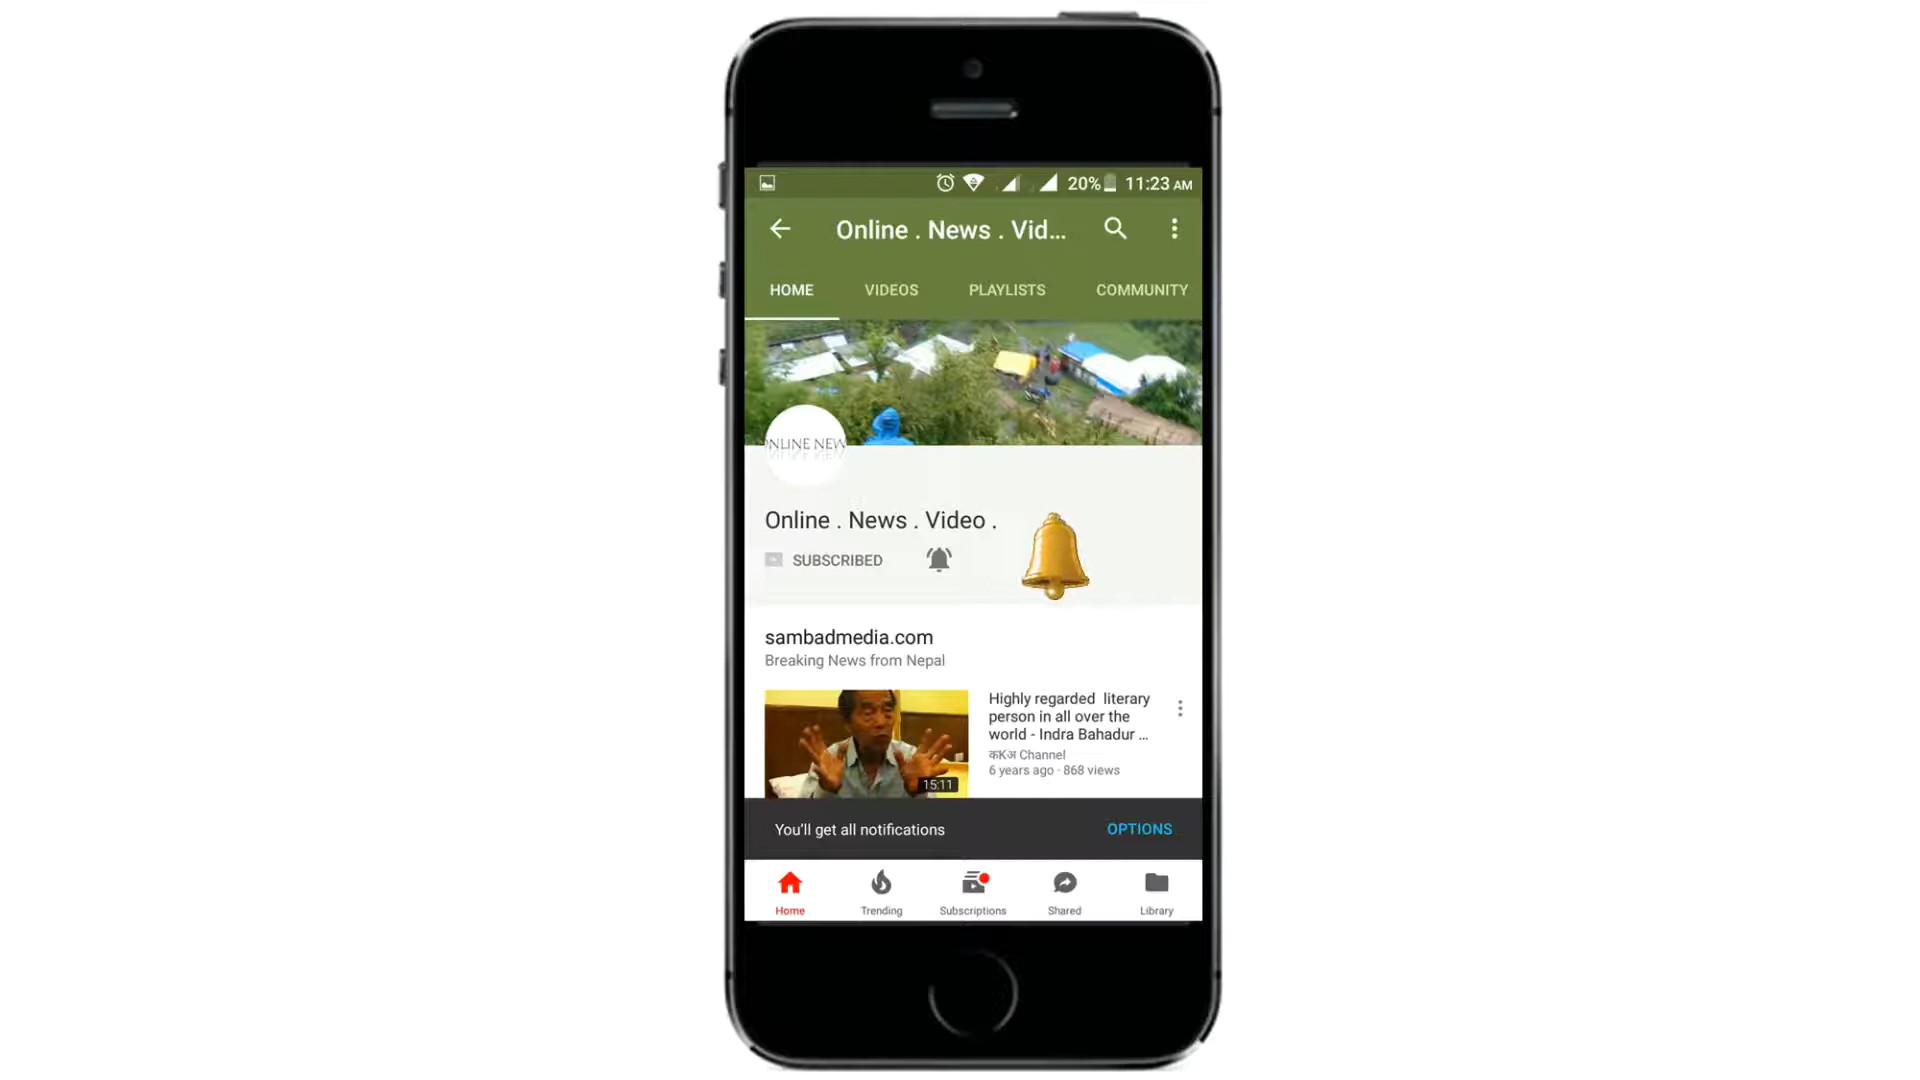 20% 11:23 AM
Online . News . Vid...
HOME VIDEOS PLAYLISTS COMMUNITY
ONLINE NEW
Online . News . Video .
SUBSCRIBED
sambadmedia.com
Breaking News from Nepal
Highly regarded literary
person in all over the
world - Indra Bahadur ...
कKअ Channel
6 years ago · 868 views
15:11
You'll get all notifications OPTIONS
Home Trending Subscriptions Shared Library